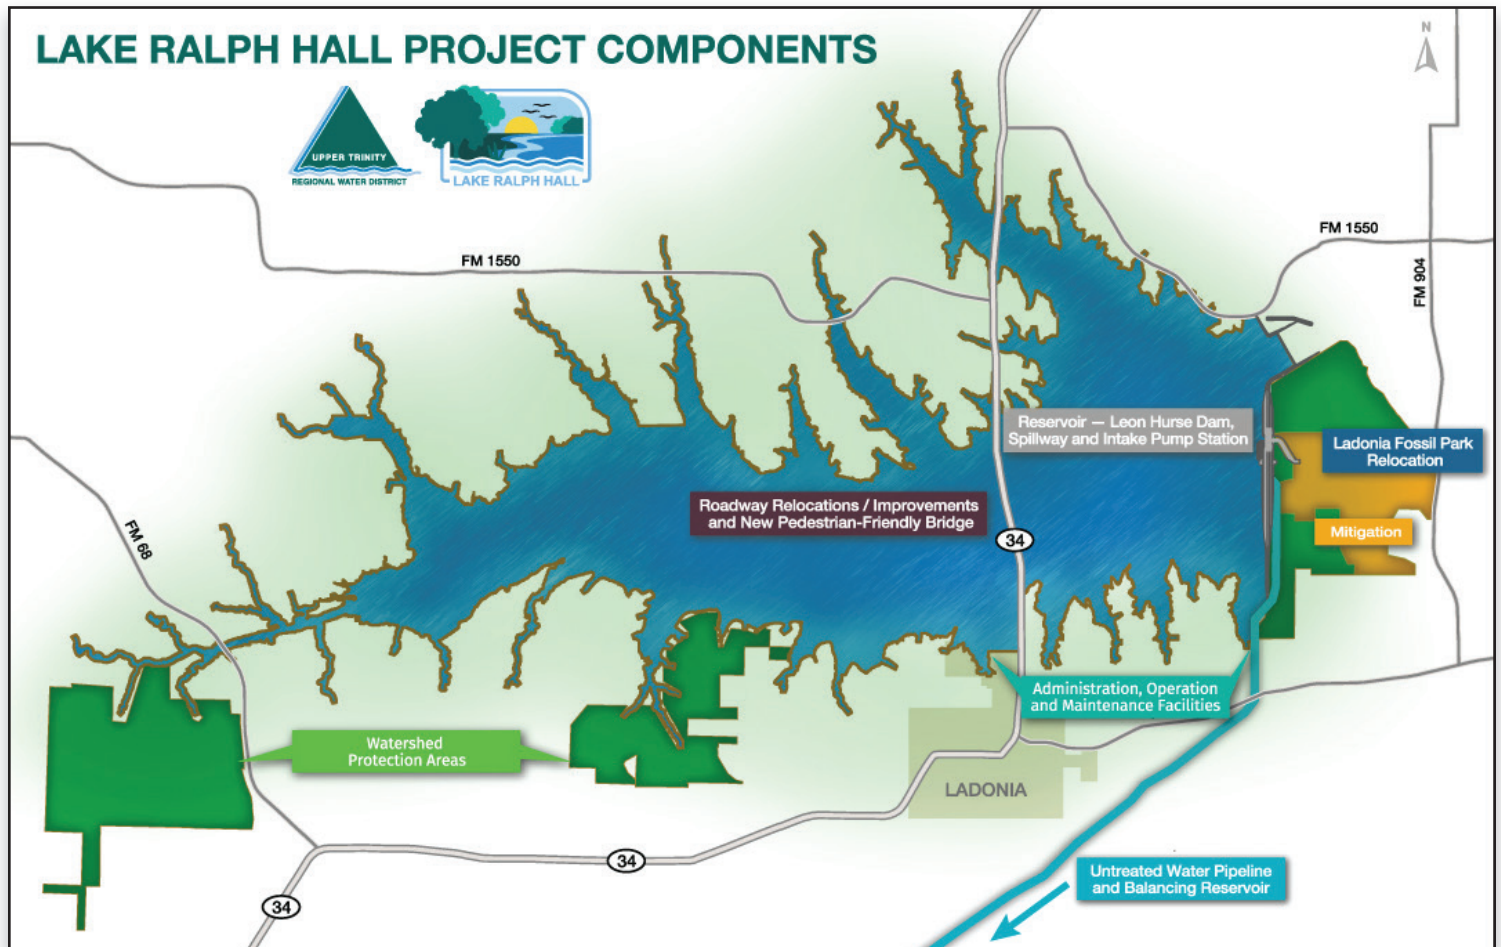 LAKE RALPH HALL PROJECT COMPONENTS
N
UPPER TRINITY
REGIONAL WATER DISTRICT
LAKE RALPH HALL
FM 1550
FM 1550
FM 904
Reservoir — Leon Hurse Dam,
Spillway and Intake Pump Station
Ladonia Fossil Park
Relocation
Roadway Relocations / Improvements
and New Pedestrian-Friendly Bridge
34
Mitigation
FM 68
Administration, Operation
and Maintenance Facilities
Watershed
Protection Areas
LADONIA
34
Untreated Water Pipeline
and Balancing Reservoir
34